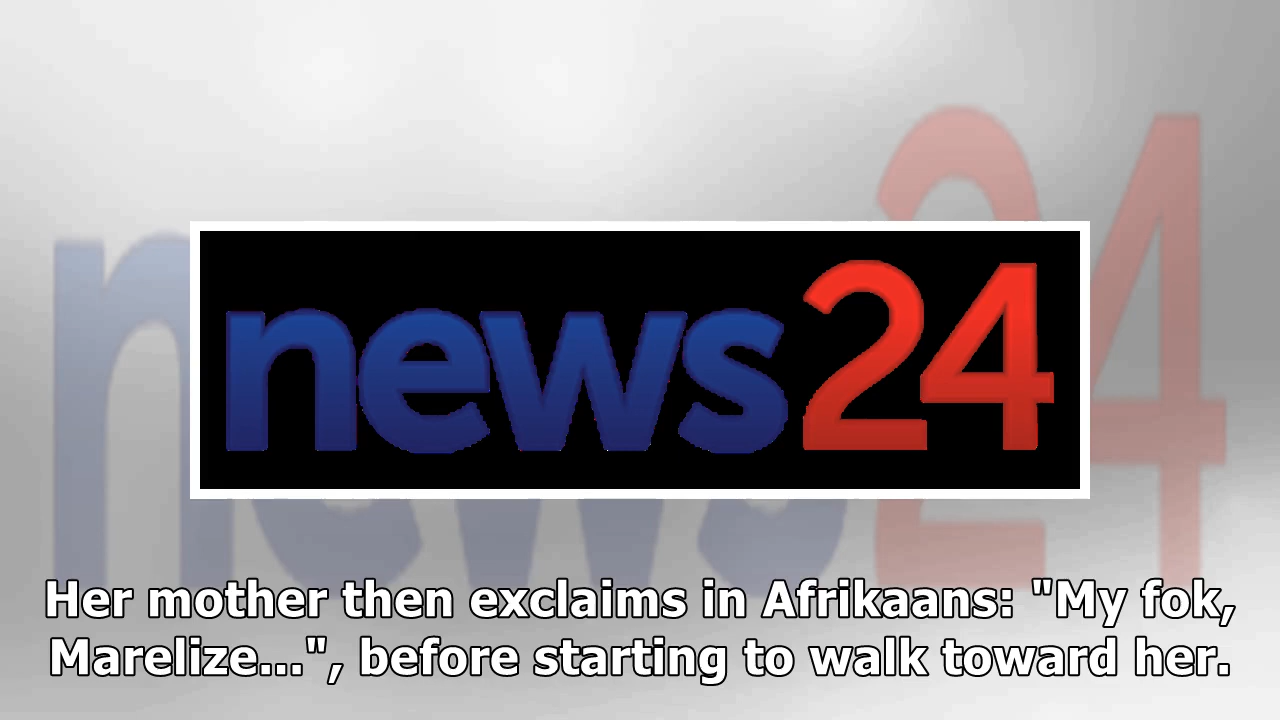 news24
Her mother then exclaims in Afrikaans: "My fok,
Marelize...", before starting to walk toward her.